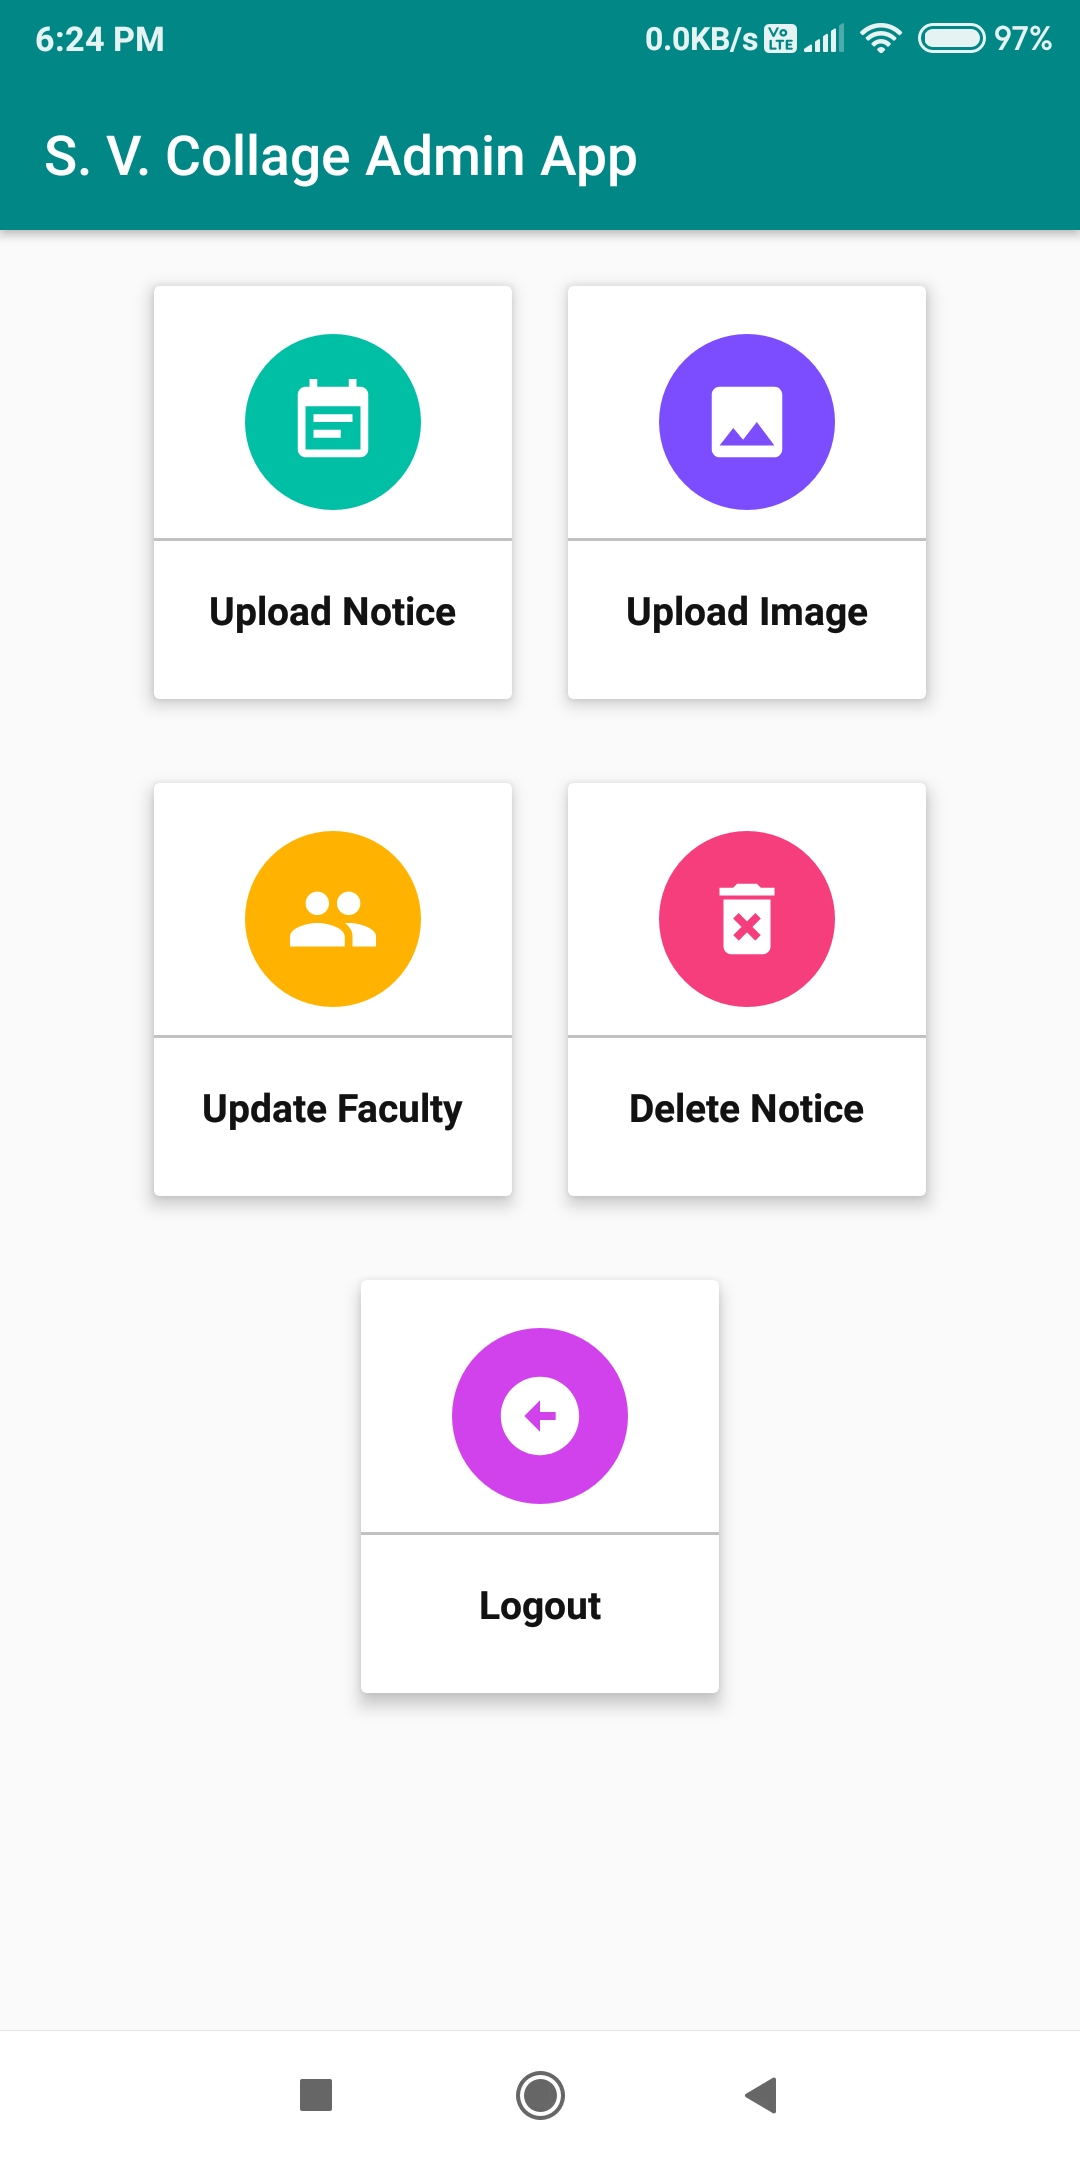 6:24 PM 0.0KB/s Vo LTE 97%
S. V. Collage Admin App
Upload Notice Upload Image
Update Faculty Delete Notice
Logout